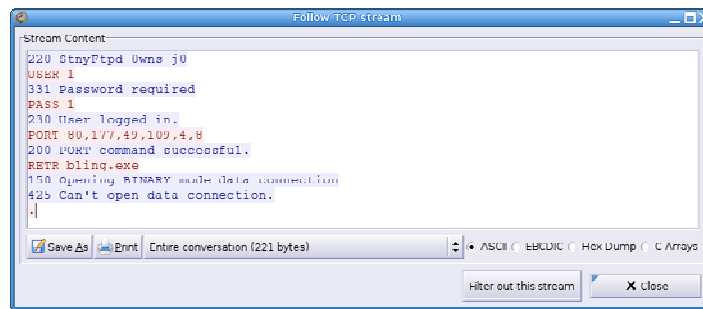 Follow TCP stream
Stream Content
220 StnyFtpd 0wns j0
USER 1
331 Password required
PASS 1
230 User logged in.
PORT 80,177,49,109,4,8
200 PORT command successful.
RETR bling.exe
150 Opening BINARY mode data connection
425 Can't open data connection.
.
Save As Print Entire conversation (221 bytes) ASCII EBCDIC Hex Dump C Arrays
Filter out this stream Close